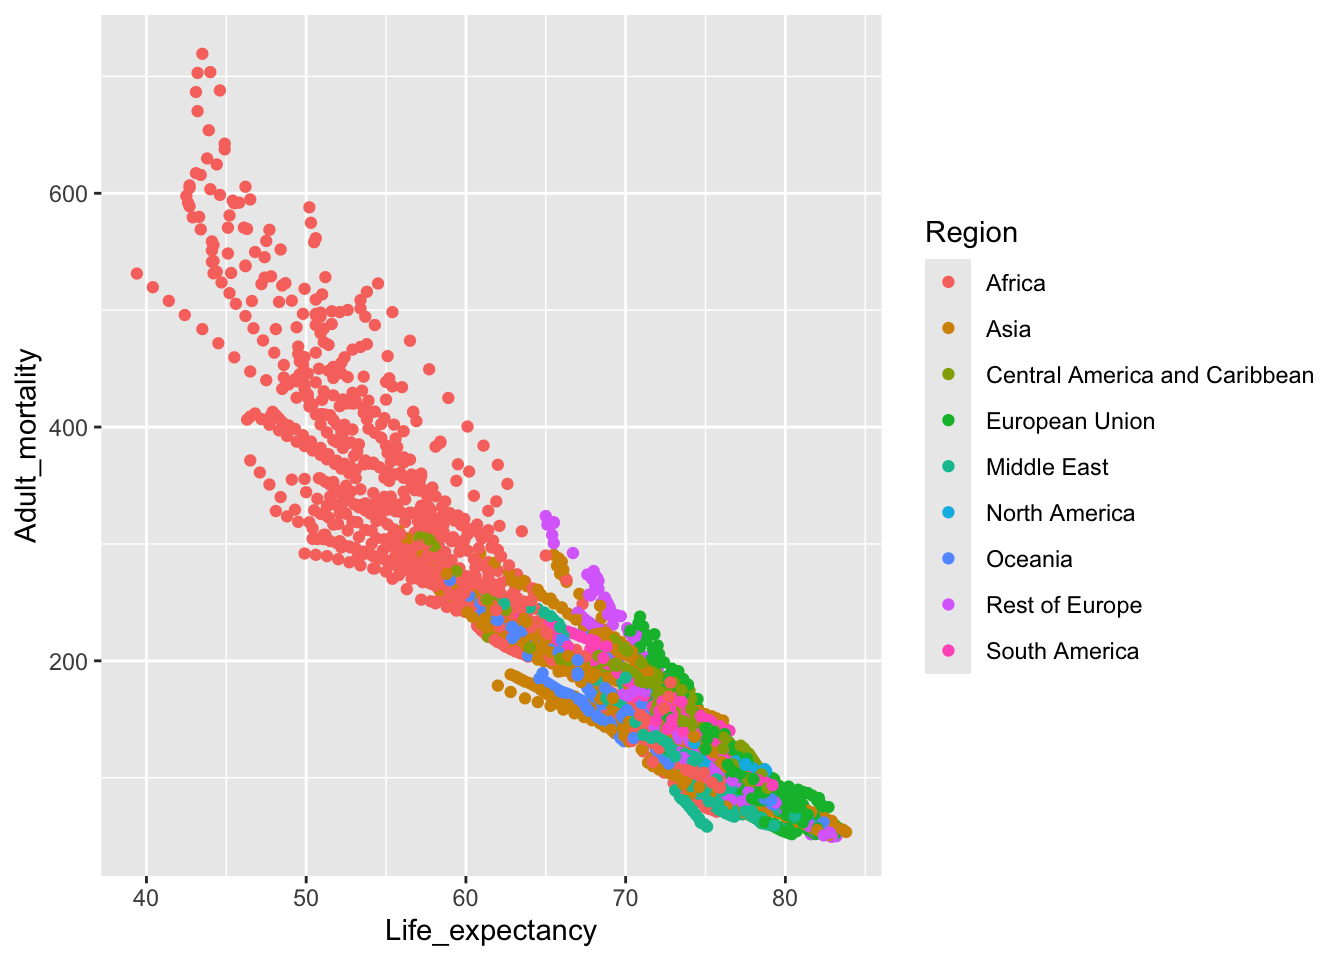 Adult_mortality
600
400
200
40 50 60 70 80
Life_expectancy
Region
Africa
Asia
Central America and Caribbean
European Union
Middle East
North America
Oceania
Rest of Europe
South America